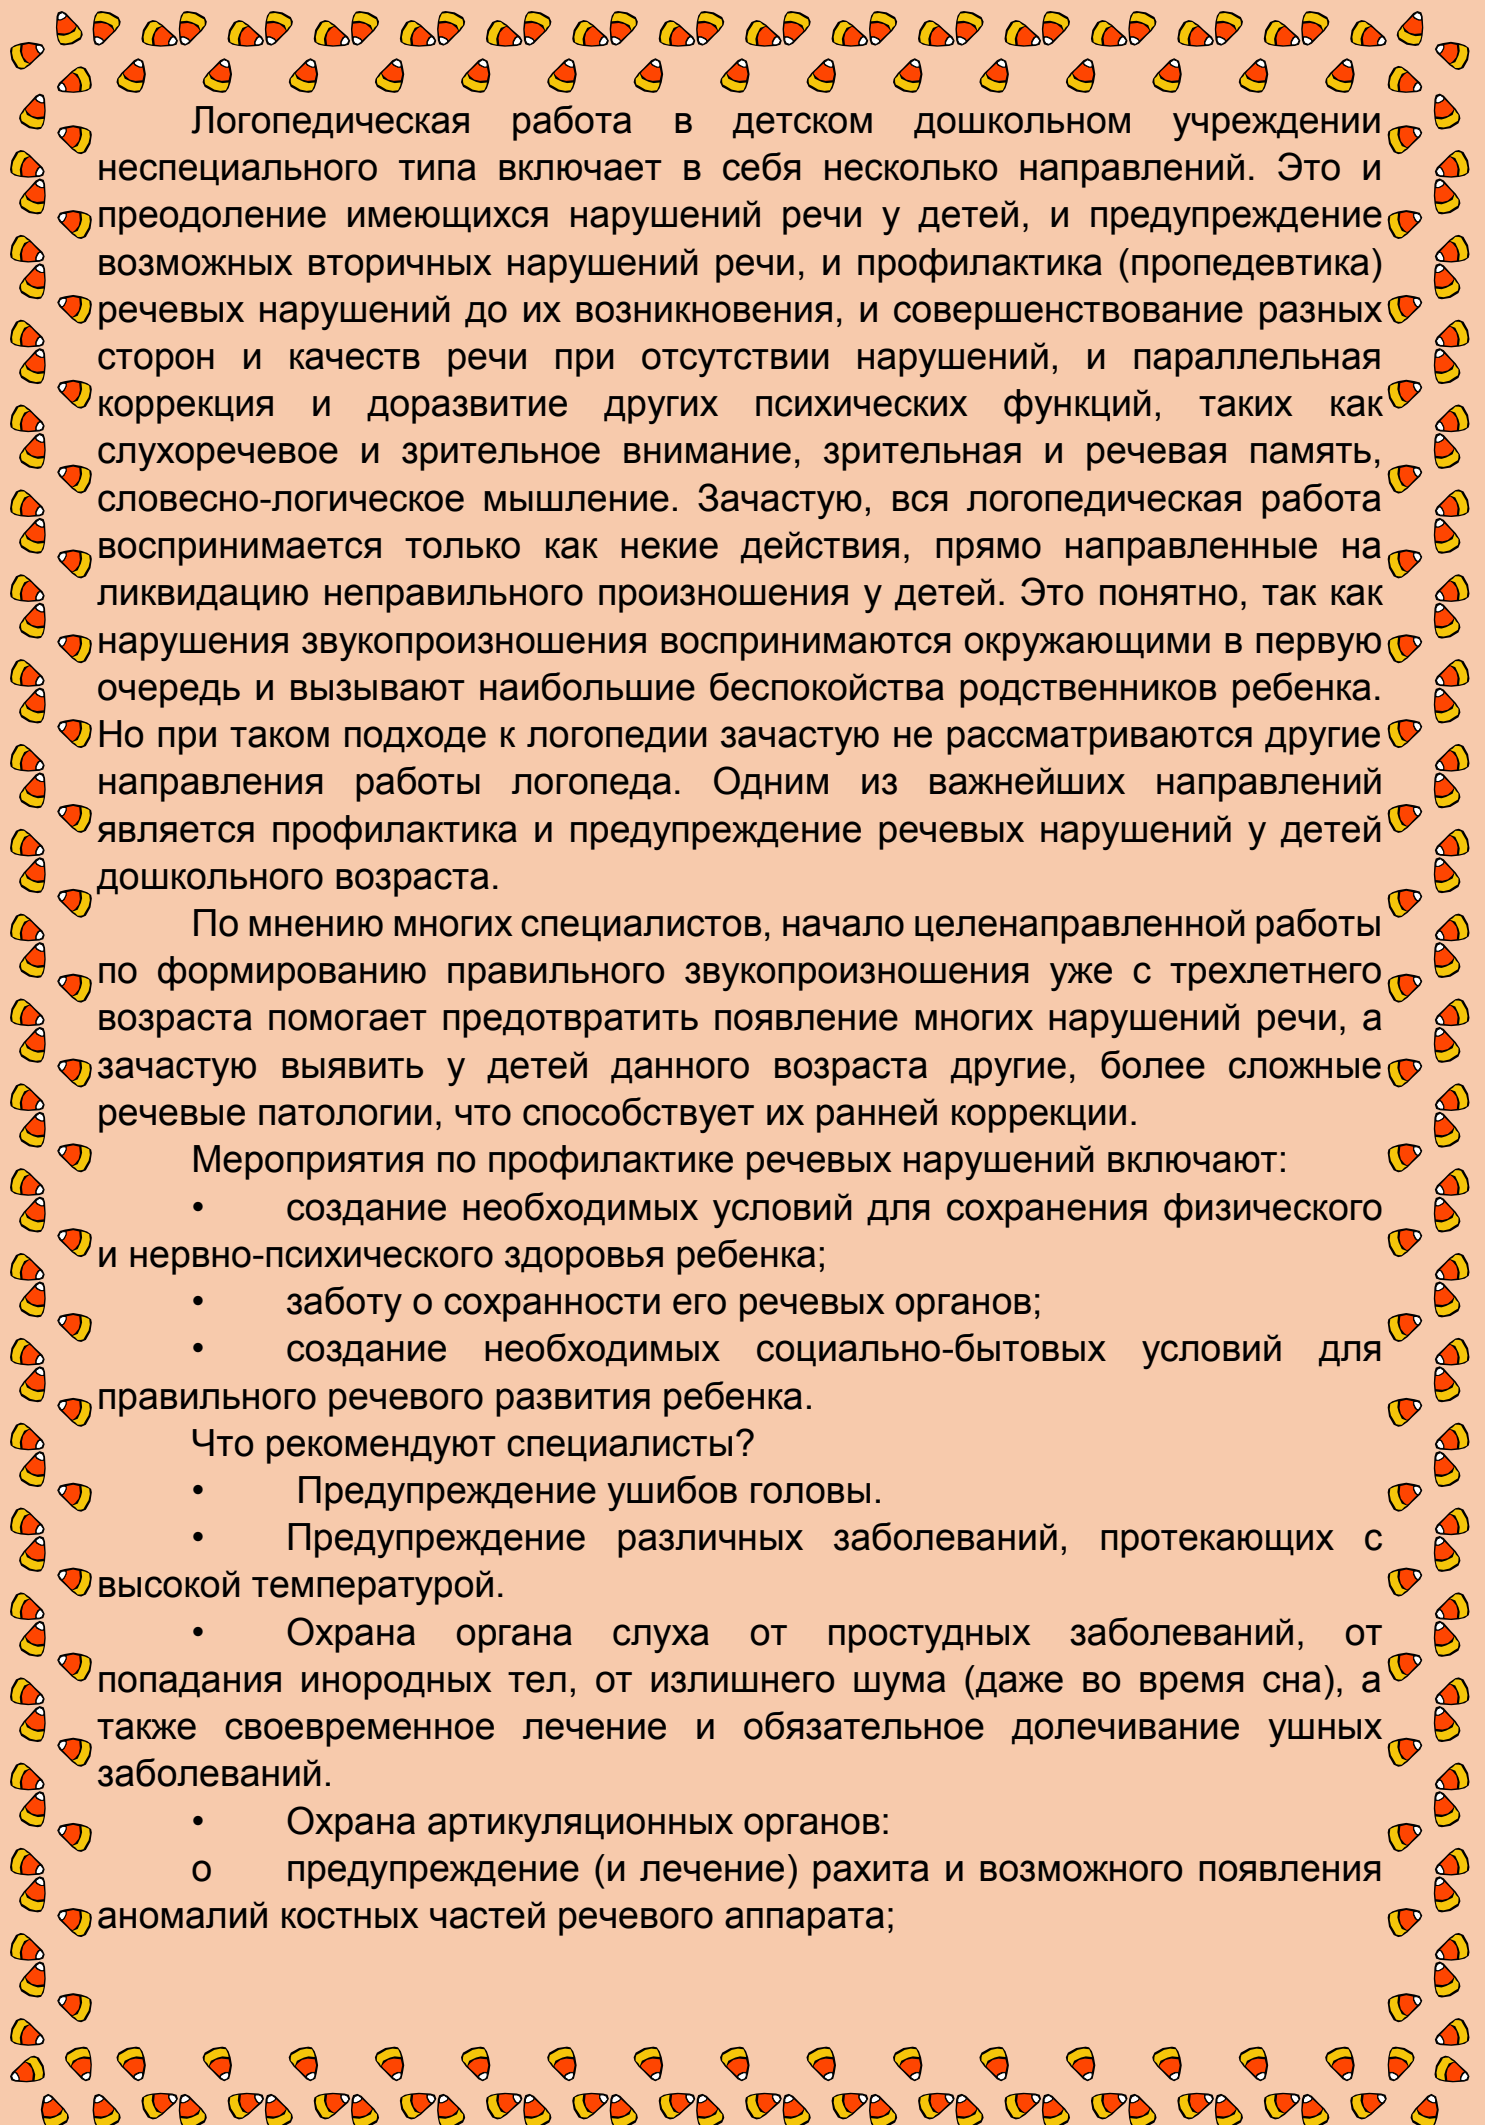 Логопедическая работа в детском дошкольном учреждении
неспециального типа включает в себя несколько направлений. Это и
преодоление имеющихся нарушений речи у детей, и предупреждение
возможных вторичных нарушений речи, и профилактика (пропедевтика)
речевых нарушений до их возникновения, и совершенствование разных
сторон и качеств речи при отсутствии нарушений, и параллельная
коррекция и доразвитие других психических функций, таких как
слухоречевое и зрительное внимание, зрительная и речевая память,
словесно-логическое мышление. Зачастую, вся логопедическая работа
воспринимается только как некие действия, прямо направленные на
ликвидацию неправильного произношения у детей. Это понятно, так как
нарушения звукопроизношения воспринимаются окружающими в первую
очередь и вызывают наибольшие беспокойства родственников ребенка.
Но при таком подходе к логопедии зачастую не рассматриваются другие
направления работы логопеда. Одним из важнейших направлений
является профилактика и предупреждение речевых нарушений у детей
дошкольного возраста.
По мнению многих специалистов, начало целенаправленной работы
по формированию правильного звукопроизношения уже с трехлетнего
возраста помогает предотвратить появление многих нарушений речи, а
зачастую выявить у детей данного возраста другие, более сложные
речевые патологии, что способствует их ранней коррекции.
Мероприятия по профилактике речевых нарушений включают:
• создание необходимых условий для сохранения физического
и нервно-психического здоровья ребенка;
• заботу о сохранности его речевых органов;
• создание необходимых социально-бытовых условий для
правильного речевого развития ребенка.
Что рекомендуют специалисты?
• Предупреждение ушибов головы.
• Предупреждение различных заболеваний, протекающих с
высокой температурой.
• Охрана органа слуха от простудных заболеваний, от
попадания инородных тел, от излишнего шума (даже во время сна), а
также своевременное лечение и обязательное долечивание ушных
заболеваний.
• Охрана артикуляционных органов:
o предупреждение (и лечение) рахита и возможного появления
аномалий костных частей речевого аппарата;